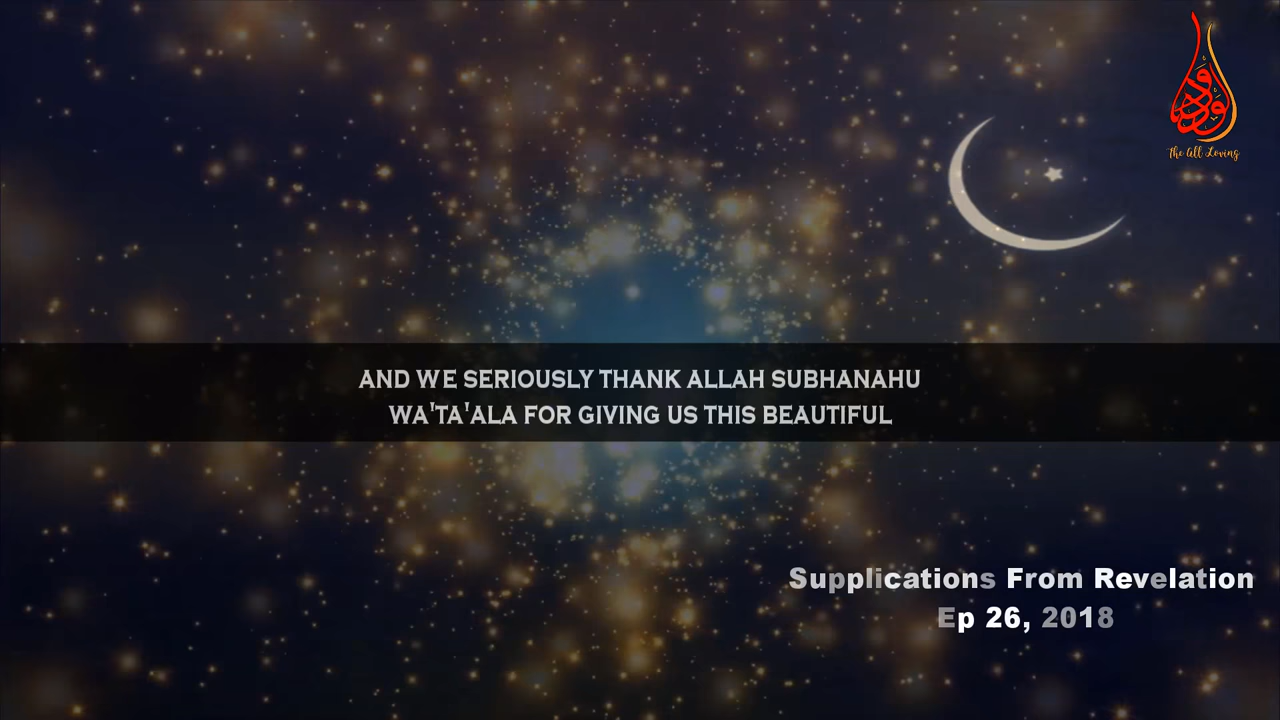 الودود
The All Loving
AND WE SERIOUSLY THANK ALLAH SUBHANAHU
WA'TA'ALA FOR GIVING US THIS BEAUTIFUL
Supplications From Revelation
Ep 26, 2018